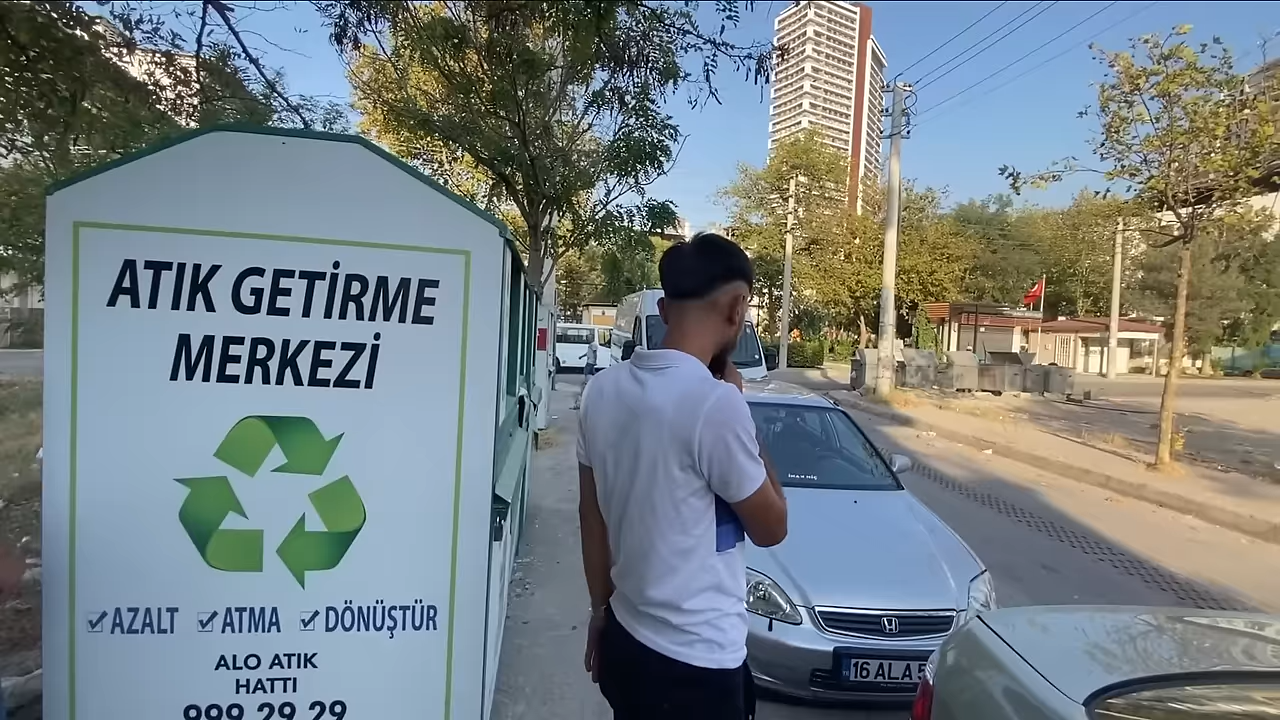 ATIK GETİRME
MERKEZİ
AZALT ATMA DÖNÜŞTÜR
ALO ATIK
HATTI
999 29 29
16 ALA 5